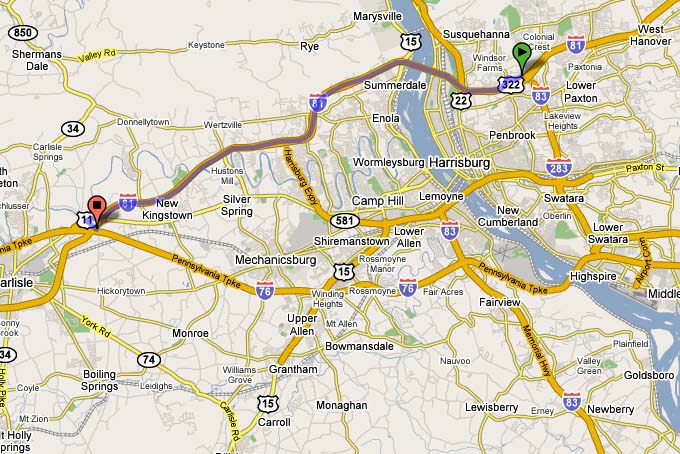 Marysville
850
Susquehanna
Colonial
Crest
West
Hanover
Keystone
Rye
15
81
Valley Rd
Windsor
Farms
Shermans
Dale
Paxtonia
322
Summerdale
83
Lower
Paxton
81
22
Lakeview
Heights
34
Donnellytown
Wertzville
Enola
Penbrook
Carlisle
Springs
Harrisburg Expy
Wormleysburg
Harrisburg
283
Paxton St
Hustons
Mill
81
Silver
Spring
Camp Hill
Lemoyne
Swatara
New
Kingstown
11
581
New
Cumberland
Oberlin
Lower
Swatara
Shiremanstown
Lower
Allen
83
Tpke
Mechanicsburg
15
Rossmoyne
Manor
Pennsylvania Tpke
Pennsylvania Tpke
Highspire
Airport Conn
Carlisle
Hickorytown
76
Winding
Heights
Rossmoyne
76
Fair Acres
Middle
Fairview
York Rd
Monroe
Upper
Allen
Mt Allen
Bowmansdale
Memorial Hwy
Plainfield
74
Williams
Grove
Nauvoo
Valley
Green
Boiling
Springs
Leidighs
Grantham
Goldsboro
Coyle
Holly Pike
15
Monaghan
Lewisberry
Erney
83
Newberry
Mt Zion
Carlisle Rd
Carroll
Mt Holly
Springs